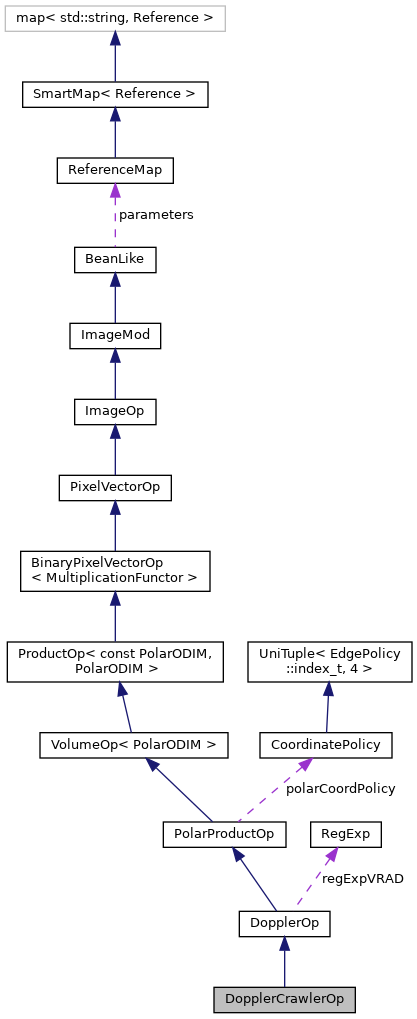 map< std::string, Reference >
SmartMap< Reference >
ReferenceMap
parameters
BeanLike
ImageMod
ImageOp
PixelVectorOp
BinaryPixelVectorOp
< MultiplicationFunctor >
ProductOp< const PolarODIM,
PolarODIM >
UniTuple< EdgePolicy
::index_t, 4 >
VolumeOp< PolarODIM >
CoordinatePolicy
polarCoordPolicy
PolarProductOp
RegExp
regExpVRAD
DopplerOp
DopplerCrawlerOp